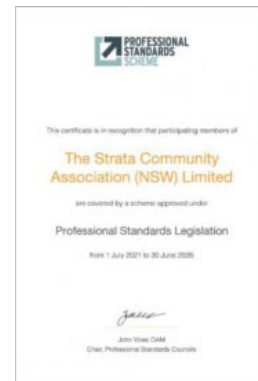 PROFESSIONAL
STANDARDS
SCHEME
This certificate is in recognition that participating members of
The Strata Community
Association (NSW) Limited
are covered by a scheme approved under
Professional Standards Legislation
from 1 July 2021 to 30 June 2026
John Vines OAM
Chair, Professional Standards Councils